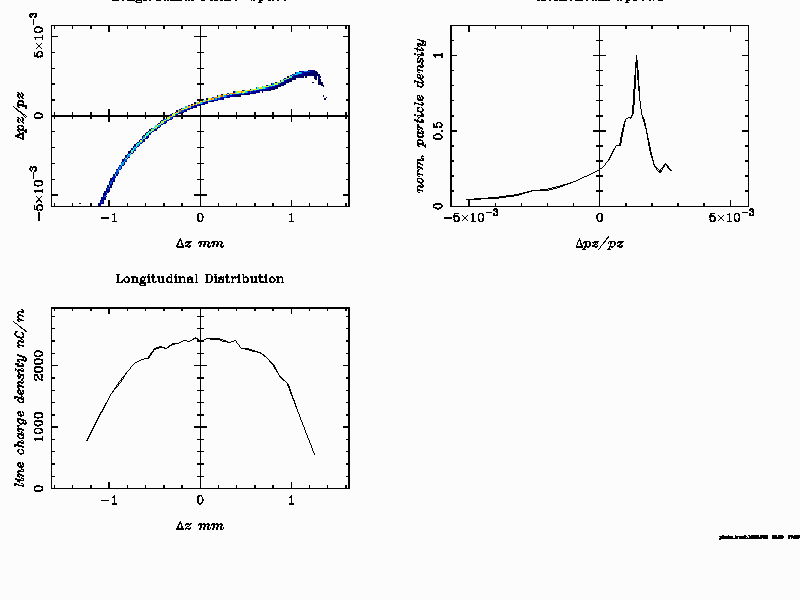 5×10⁻³
0
−5×10⁻³
Δpz/pz
−1 0 1
Δz mm
1
0.5
0
norm. particle density
−5×10⁻³ 0 5×10⁻³
Δpz/pz
Longitudinal Distribution
2000
1000
0
line charge density nC/m
−1 0 1
Δz mm